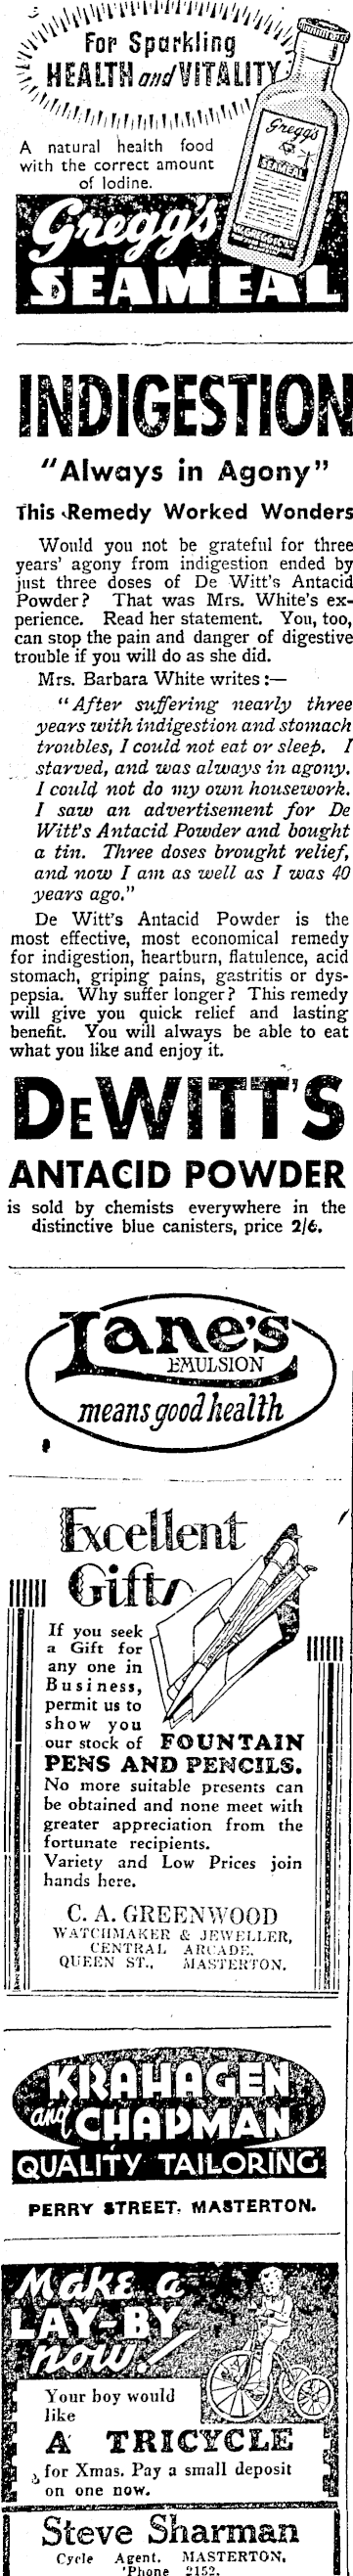 For Sparkling
HEALTH and VITALITY
A natural health food
with the correct amount
of Iodine.
Gregg's
SEAMEAL
Gregg's
SEAMEAL
INDIGESTION
"Always in Agony"
This Remedy Worked Wonders
Would you not be grateful for three
years' agony from indigestion ended by
just three doses of De Witt's Antacid
Powder? That was Mrs. White's ex-
perience. Read her statement. You, too,
can stop the pain and danger of digestive
trouble if you will do as she did.
Mrs. Barbara White writes :—
"After suffering nearly three
years with indigestion and stomach
troubles, I could not eat or sleep. I
starved, and was always in agony.
I could not do my own housework.
I saw an advertisement for De
Witt's Antacid Powder and bought
a tin. Three doses brought relief,
and now I am as well as I was 40
years ago."
De Witt's Antacid Powder is the
most effective, most economical remedy
for indigestion, heartburn, flatulence, acid
stomach, griping pains, gastritis or dys-
pepsia. Why suffer longer? This remedy
will give you quick relief and lasting
benefit. You will always be able to eat
what you like and enjoy it.
DEWITT'S
ANTACID POWDER
is sold by chemists everywhere in the
distinctive blue canisters, price 2/6.
Lane's
EMULSION
means good health
Excellent
Gifts
If you seek
a Gift for
any one in
Business,
permit us to
show you
our stock of FOUNTAIN
PENS AND PENCILS.
No more suitable presents can
be obtained and none meet with
greater appreciation from the
fortunate recipients.
Variety and Low Prices join
hands here.
C. A. GREENWOOD
WATCHMAKER & JEWELLER,
CENTRAL ARCADE,
QUEEN ST., MASTERTON.
KRAHAGEN
and CHAPMAN
QUALITY TAILORING
PERRY STREET, MASTERTON.
Make a
LAY-BY
now!
Your boy would
like
A TRICYCLE
for Xmas. Pay a small deposit
on one now.
Steve Sharman
Cycle Agent, MASTERTON,
'Phone 2152.